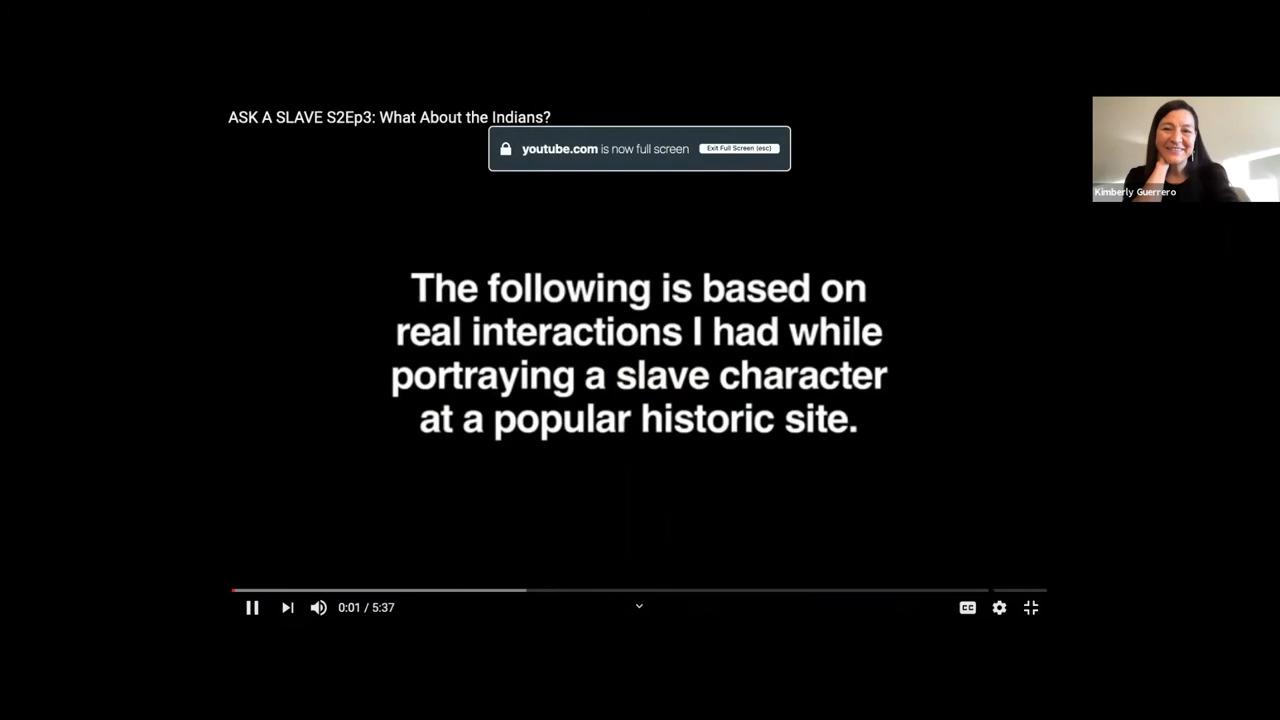 ASK A SLAVE S2Ep3: What About the Indians?
youtube.com is now full screen
Exit Full Screen (esc)
Kimberly Guerrero
The following is based on
real interactions I had while
portraying a slave character
at a popular historic site.
0:01 / 5:37
CC